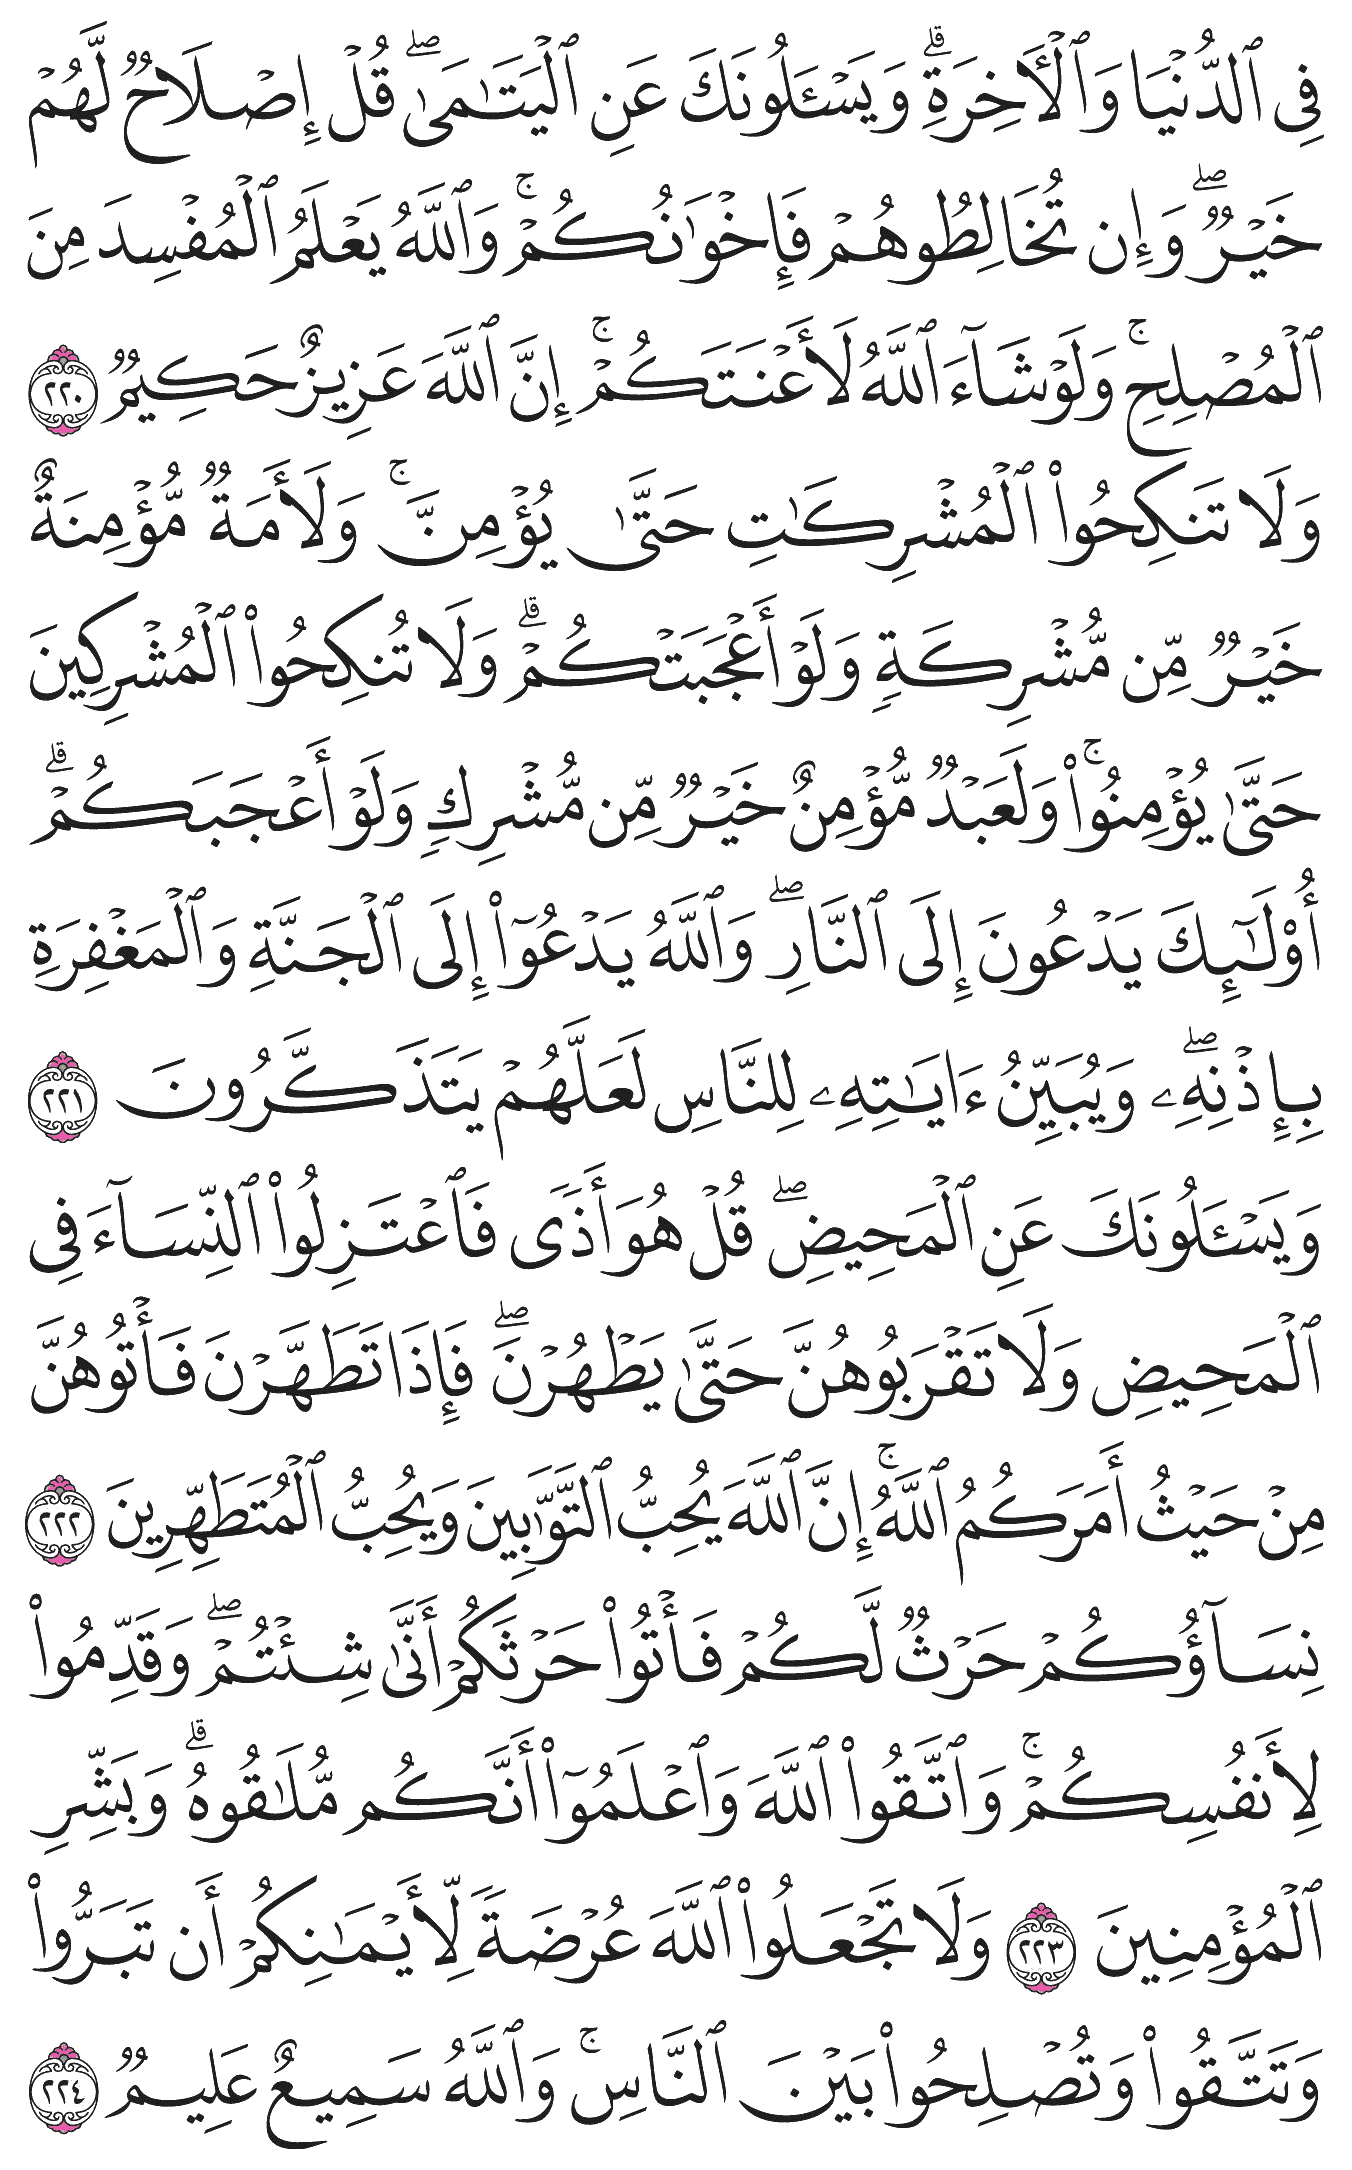 فِي ٱلدُّنۡيَا وَٱلۡأٓخِرَةِۗ وَيَسۡـَٔلُونَكَ عَنِ ٱلۡيَتَٰمَىٰۖ قُلۡ إِصۡلَاحٞ لَّهُمۡ
خَيۡرٞۖ وَإِن تُخَالِطُوهُمۡ فَإِخۡوَٰنُكُمۡۚ وَٱللَّهُ يَعۡلَمُ ٱلۡمُفۡسِدَ مِنَ
ٱلۡمُصۡلِحِۚ وَلَوۡ شَآءَ ٱللَّهُ لَأَعۡنَتَكُمۡۚ إِنَّ ٱللَّهَ عَزِيزٌ حَكِيمٞ ٢٢٠
وَلَا تَنكِحُواْ ٱلۡمُشۡرِكَٰتِ حَتَّىٰ يُؤۡمِنَّۚ وَلَأَمَةٞ مُّؤۡمِنَةٌ
خَيۡرٞ مِّن مُّشۡرِكَةٖ وَلَوۡ أَعۡجَبَتۡكُمۡۗ وَلَا تُنكِحُواْ ٱلۡمُشۡرِكِينَ
حَتَّىٰ يُؤۡمِنُواْۚ وَلَعَبۡدٞ مُّؤۡمِنٌ خَيۡرٞ مِّن مُّشۡرِكٖ وَلَوۡ أَعۡجَبَكُمۡۗ
أُوْلَٰٓئِكَ يَدۡعُونَ إِلَى ٱلنَّارِۖ وَٱللَّهُ يَدۡعُوٓاْ إِلَى ٱلۡجَنَّةِ وَٱلۡمَغۡفِرَةِ
بِإِذۡنِهِۦۖ وَيُبَيِّنُ ءَايَٰتِهِۦ لِلنَّاسِ لَعَلَّهُمۡ يَتَذَكَّرُونَ ٢٢١
وَيَسۡـَٔلُونَكَ عَنِ ٱلۡمَحِيضِۖ قُلۡ هُوَ أَذٗى فَٱعۡتَزِلُواْ ٱلنِّسَآءَ فِي
ٱلۡمَحِيضِ وَلَا تَقۡرَبُوهُنَّ حَتَّىٰ يَطۡهُرۡنَۖ فَإِذَا تَطَهَّرۡنَ فَأۡتُوهُنَّ
مِنۡ حَيۡثُ أَمَرَكُمُ ٱللَّهُۚ إِنَّ ٱللَّهَ يُحِبُّ ٱلتَّوَّٰبِينَ وَيُحِبُّ ٱلۡمُتَطَهِّرِينَ ٢٢٢
نِسَآؤُكُمۡ حَرۡثٞ لَّكُمۡ فَأۡتُواْ حَرۡثَكُمۡ أَنَّىٰ شِئۡتُمۡۖ وَقَدِّمُواْ
لِأَنفُسِكُمۡۚ وَٱتَّقُواْ ٱللَّهَ وَٱعۡلَمُوٓاْ أَنَّكُم مُّلَٰقُوهُۗ وَبَشِّرِ
ٱلۡمُؤۡمِنِينَ ٢٢٣ وَلَا تَجۡعَلُواْ ٱللَّهَ عُرۡضَةٗ لِّأَيۡمَٰنِكُمۡ أَن تَبَرُّواْ
وَتَتَّقُواْ وَتُصۡلِحُواْ بَيۡنَ ٱلنَّاسِۚ وَٱللَّهُ سَمِيعٌ عَلِيمٞ ٢٢٤